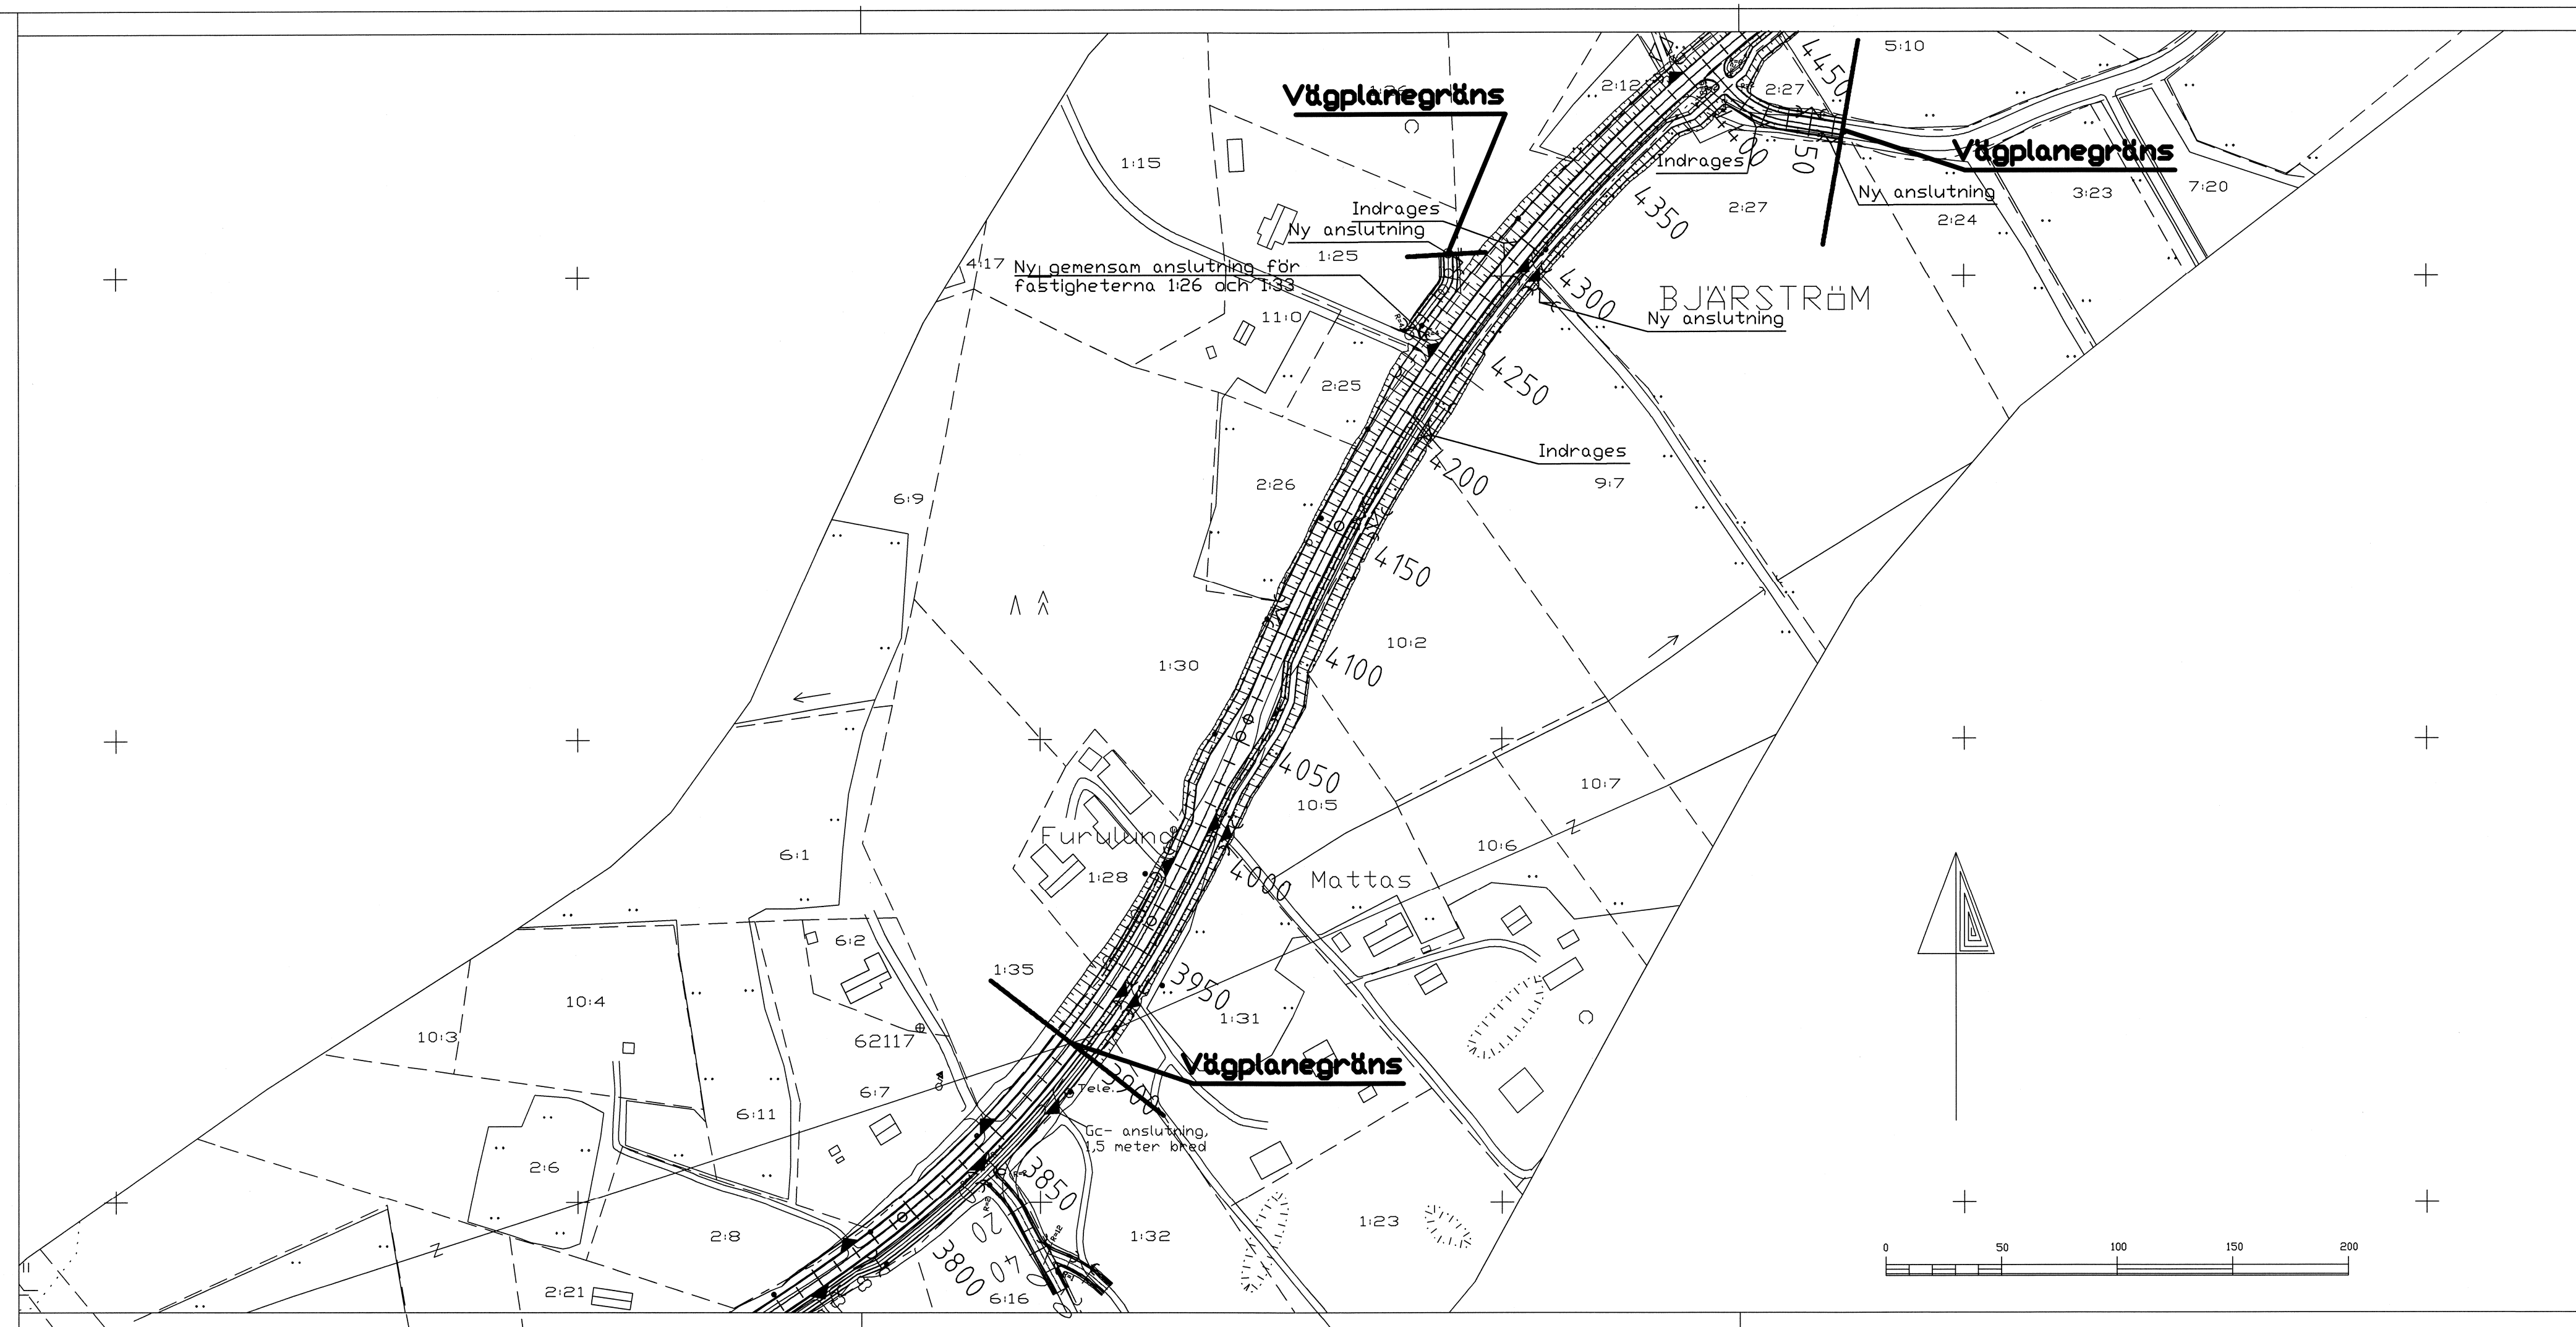 5:10
4450
Vägplanegräns
2:12
2:27
4400
50
Vägplanegräns
1:15
Indrages
Ny anslutning
3:23
7:20
2:24
2:27
4350
Indrages
Ny anslutning
1:25
4:17
Ny gemensam anslutning för
fastigheterna 1:26 och 1:33
4300
BJÄRSTRÖM
Ny anslutning
11:0
2:25
4250
Indrages
4200
9:7
2:26
6:9
4150
10:2
1:30
4100
4050
10:5
10:7
Furulund
10:6
6:1
1:28
4000
Mattas
6:2
1:35
3950
10:4
1:31
10:3
62117
Vägplanegräns
6:7
Tele.
3900
6:11
Gc- anslutning,
1,5 meter bred
2:6
3850
20
1:23
2:8
1:32
3800
40
6:16
2:21
0 50 100 150 200